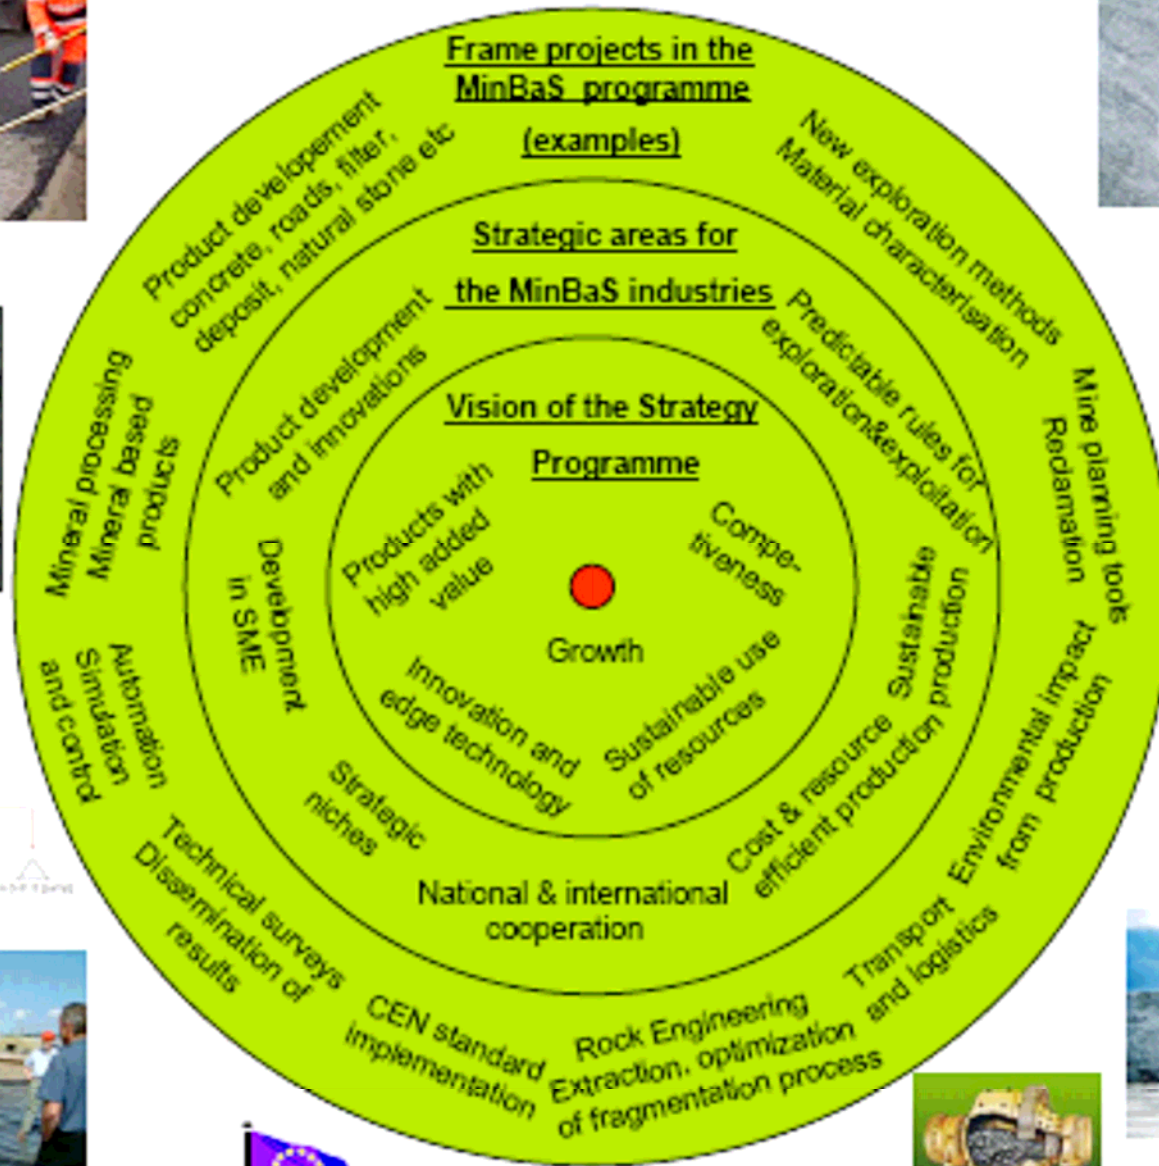 Frame projects in the
MinBaS programme
(examples)
Product developement
concrete, roads, filter,
deposit, natural stone etc
New exploration methods
Material characterisation
Mine planning tools
Reclamation
Environmental impact
from production
Transport
and logistics
Rock Engineering
Extraction, optimization
of fragmentation process
CEN standard
implementation
Technical surveys
Dissemination of
results
Automation
Simulation
and control
Mineral processing
Mineral based
products
Strategic areas for
the MinBaS industries
Product development
and innovations
Predictable rules for
exploration&exploitation
Sustainable
production
Cost & resource
efficient production
National & international
cooperation
Strategic
niches
Development
in SME
Vision of the Strategy
Programme
Products with
high added
value
Compe-
tiveness
Growth
Sustainable use
of resources
Innovation and
edge technology